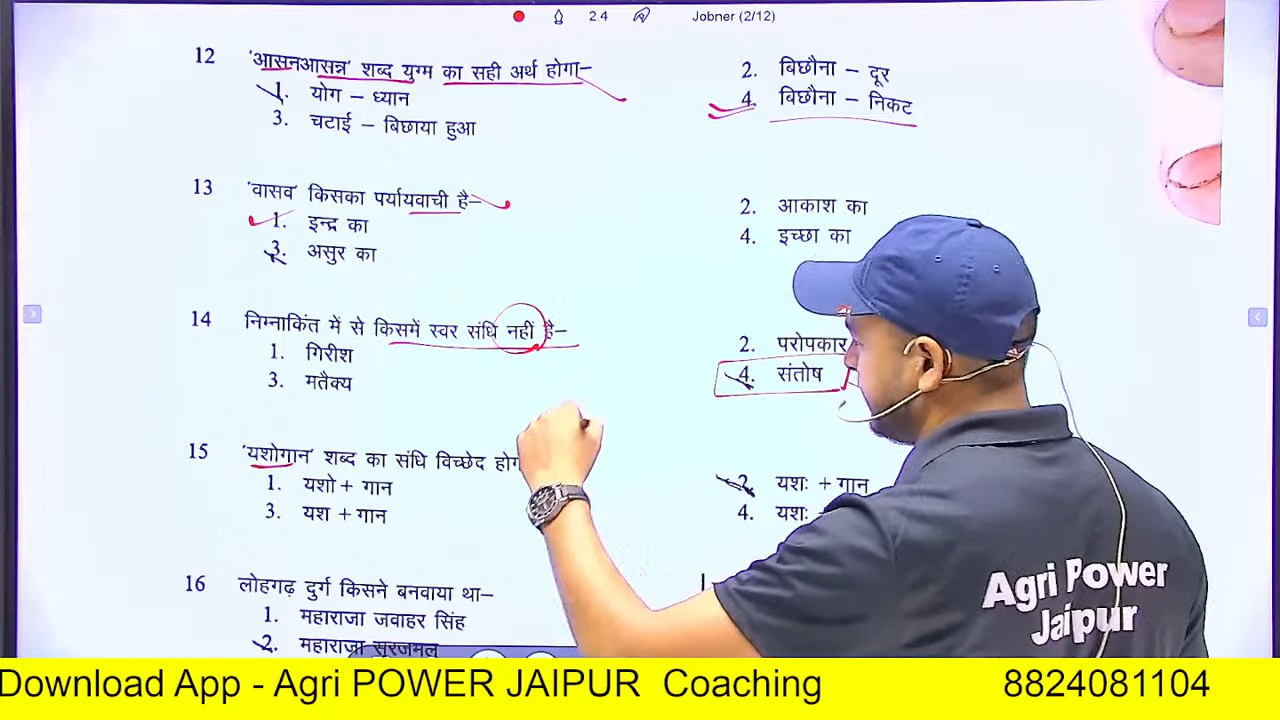 2.4
Jobner (2/12)
12 'आसनआसन्न' शब्द युग्म का सही अर्थ होगा–
1. योग – ध्यान
2. बिछौना – दूर
3. चटाई – बिछाया हुआ
4. बिछौना – निकट
13 'वासव' किसका पर्यायवाची है–
1. इन्द्र का
2. आकाश का
3. असुर का
4. इच्छा का
14 निम्नाकिंत में से किसमें स्वर संधि नहीं है–
1. गिरीश
2. परोपकार
3. मतैक्य
4. संतोष
15 'यशोगान' शब्द का संधि विच्छेद
1. यशो + गान
2. यशः + गान
3. यश + गान
4. यशः
16 लोहगढ़ दुर्ग किसने बनवाया था–
1. महाराजा जवाहर सिंह
2. महाराजा सूरजमल
Agri Power
Jaipur
Download App - Agri POWER JAIPUR Coaching 8824081104